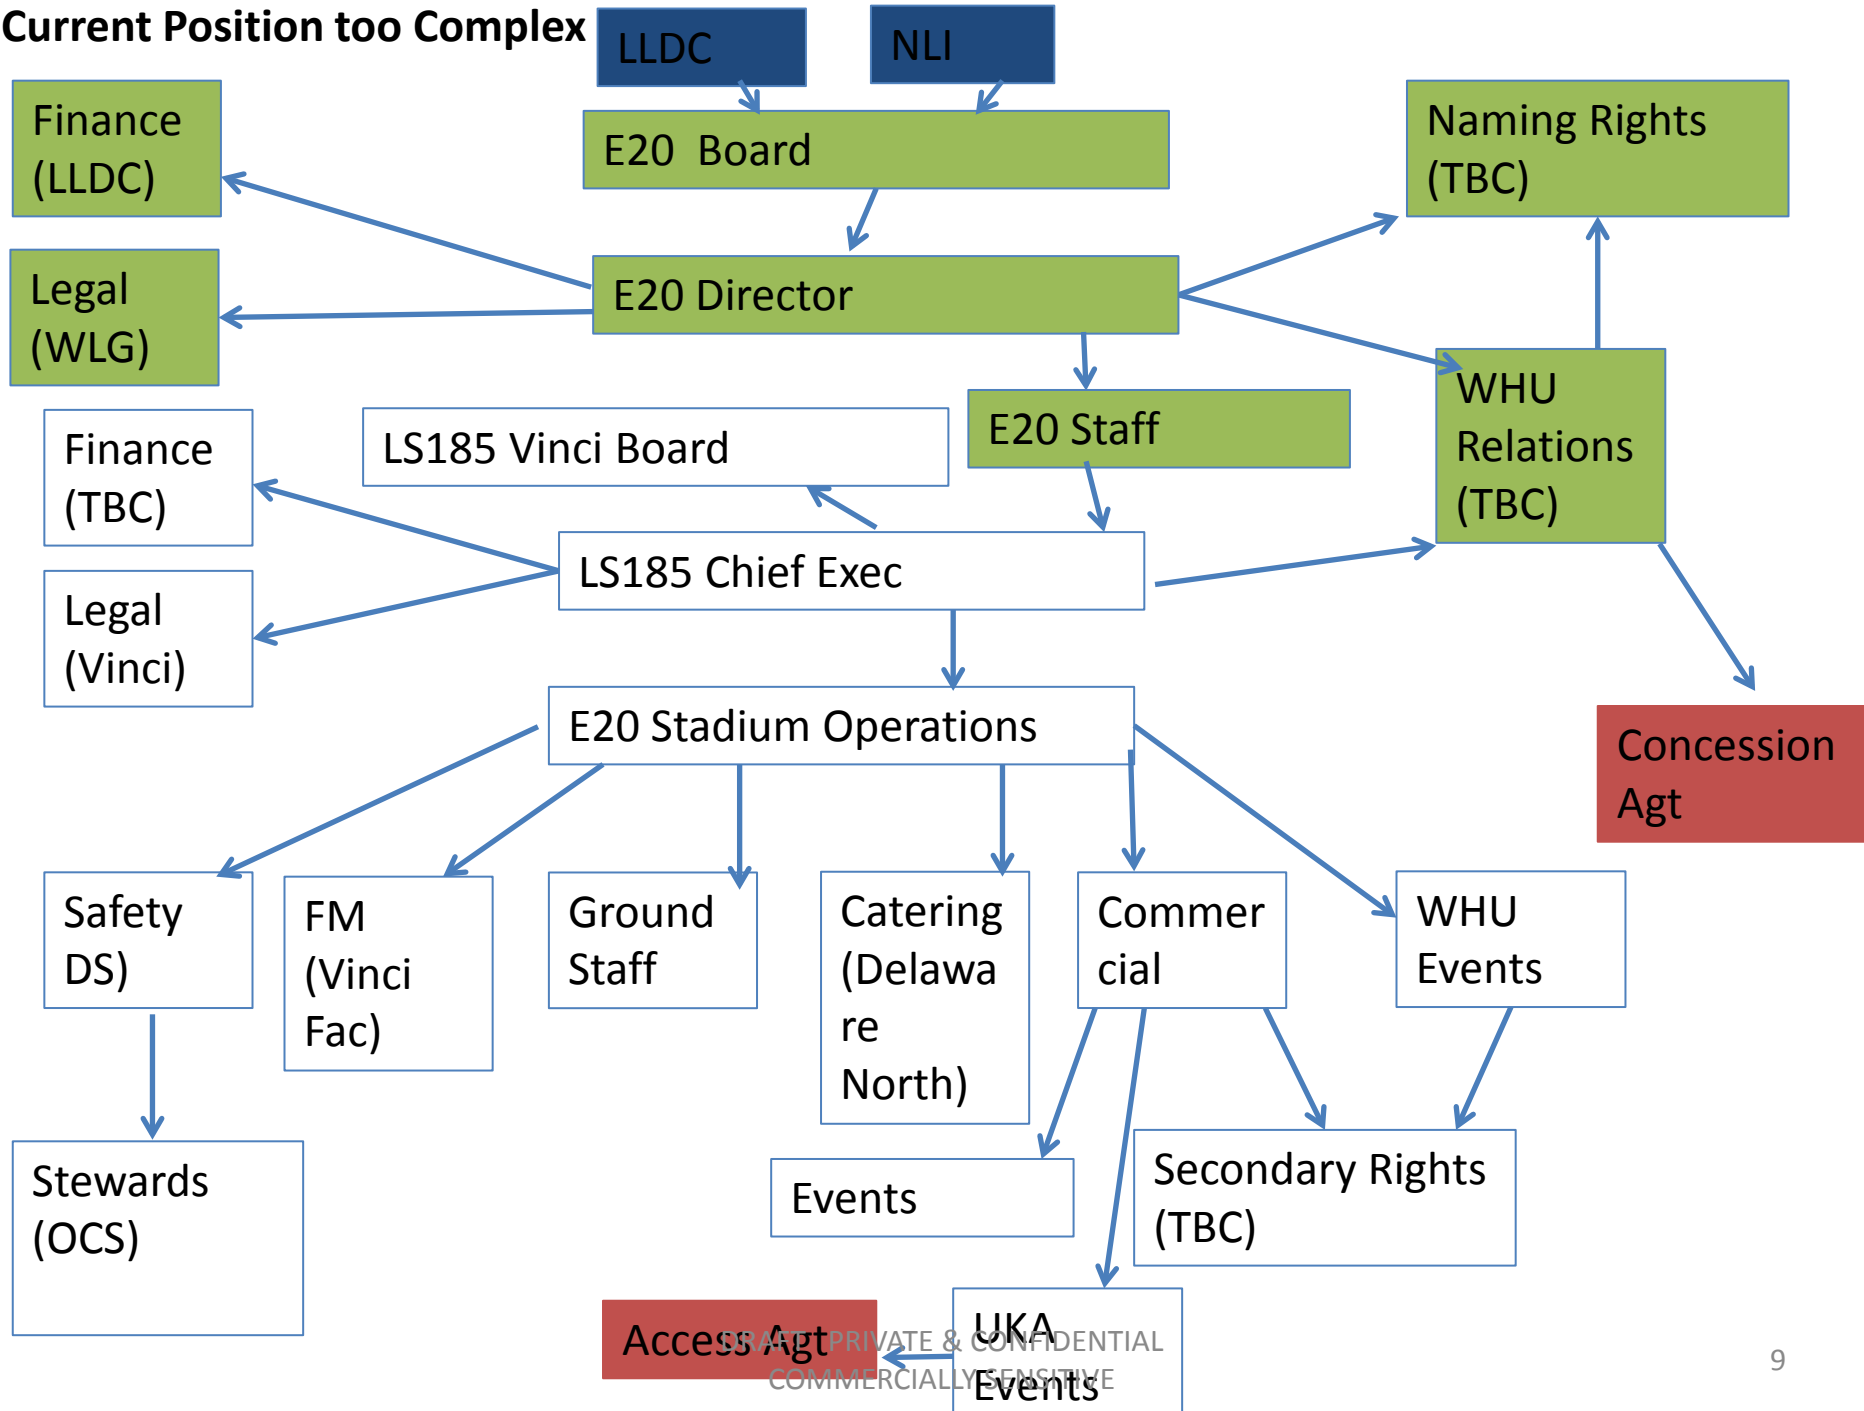 Current Position too Complex
LLDC
NLI
Finance
(LLDC)
E20 Board
Naming Rights
(TBC)
Legal
(WLG)
E20 Director
WHU
Relations
(TBC)
E20 Staff
Finance
(TBC)
LS185 Vinci Board
LS185 Chief Exec
Legal
(Vinci)
E20 Stadium Operations
Concession
Agt
Safety
DS)
FM
(Vinci
Fac)
Ground
Staff
Catering
(Delawa
re
North)
Commer
cial
WHU
Events
Stewards
(OCS)
Events
Secondary Rights
(TBC)
Access Agt
UKA
Events
DRAFT PRIVATE & CONFIDENTIAL
COMMERCIALLY SENSITIVE
9